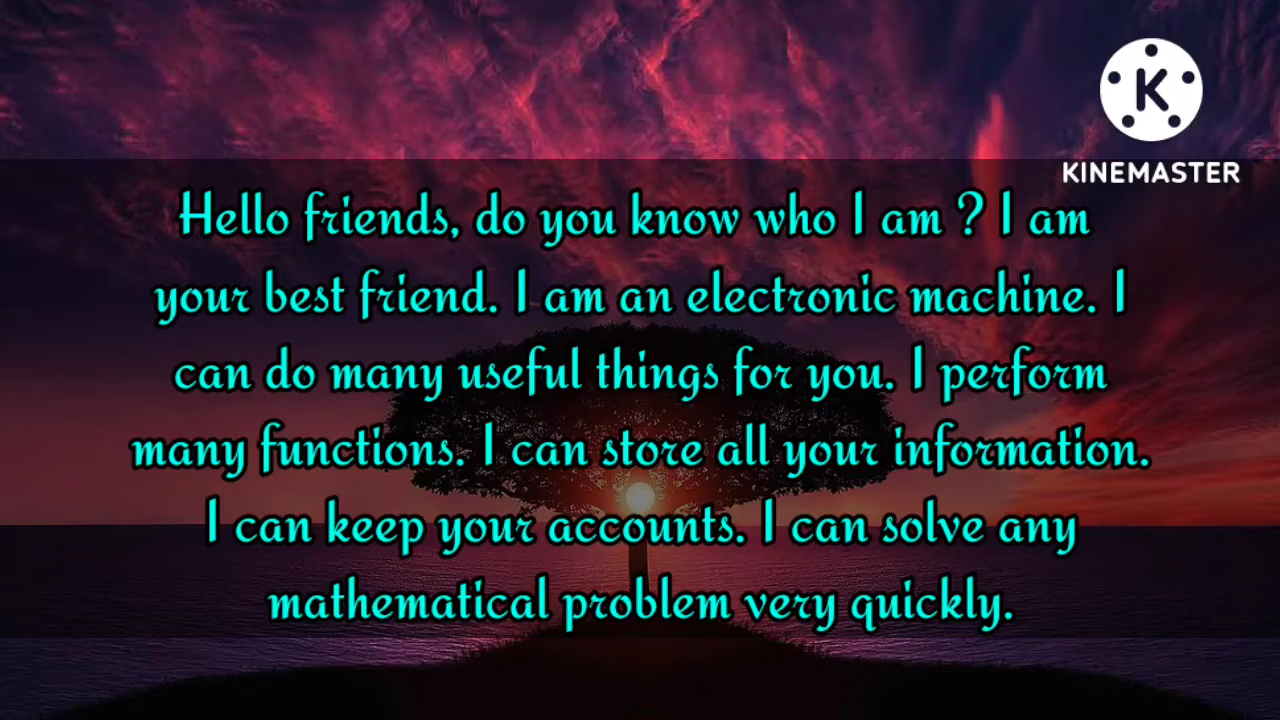 K
KINEMASTER
Hello friends, do you know who I am ? I am
your best friend. I am an electronic machine. I
can do many useful things for you. I perform
many functions. I can store all your information.
I can keep your accounts. I can solve any
mathematical problem very quickly.